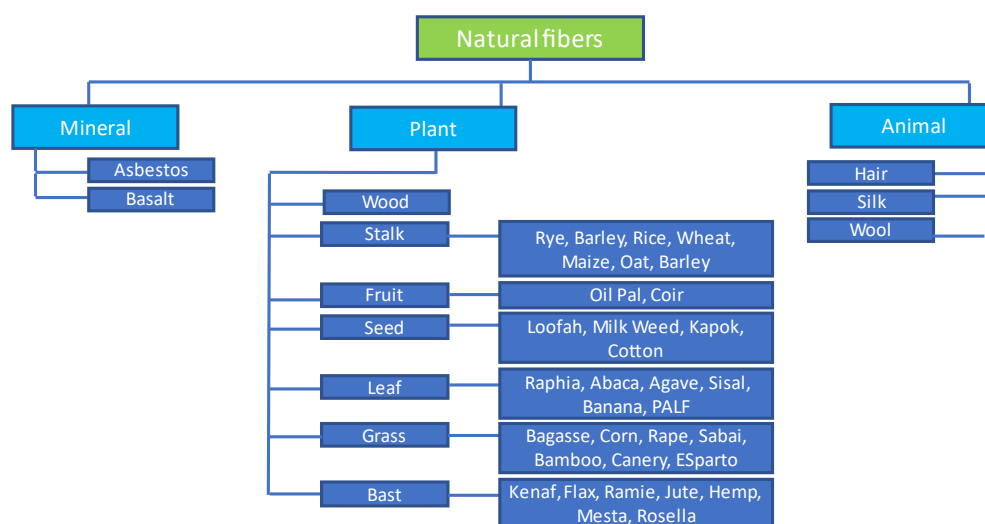 Natural fibers
Mineral
Plant
Animal
Asbestos
Basalt
Hair
Silk
Wool
Wood
Stalk
Rye, Barley, Rice, Wheat,
Maize, Oat, Barley
Fruit
Oil Pal, Coir
Seed
Loofah, Milk Weed, Kapok,
Cotton
Leaf
Raphia, Abaca, Agave, Sisal,
Banana, PALF
Grass
Bagasse, Corn, Rape, Sabai,
Bamboo, Canery, ESparto
Bast
Kenaf, Flax, Ramie, Jute, Hemp,
Mesta, Rosella